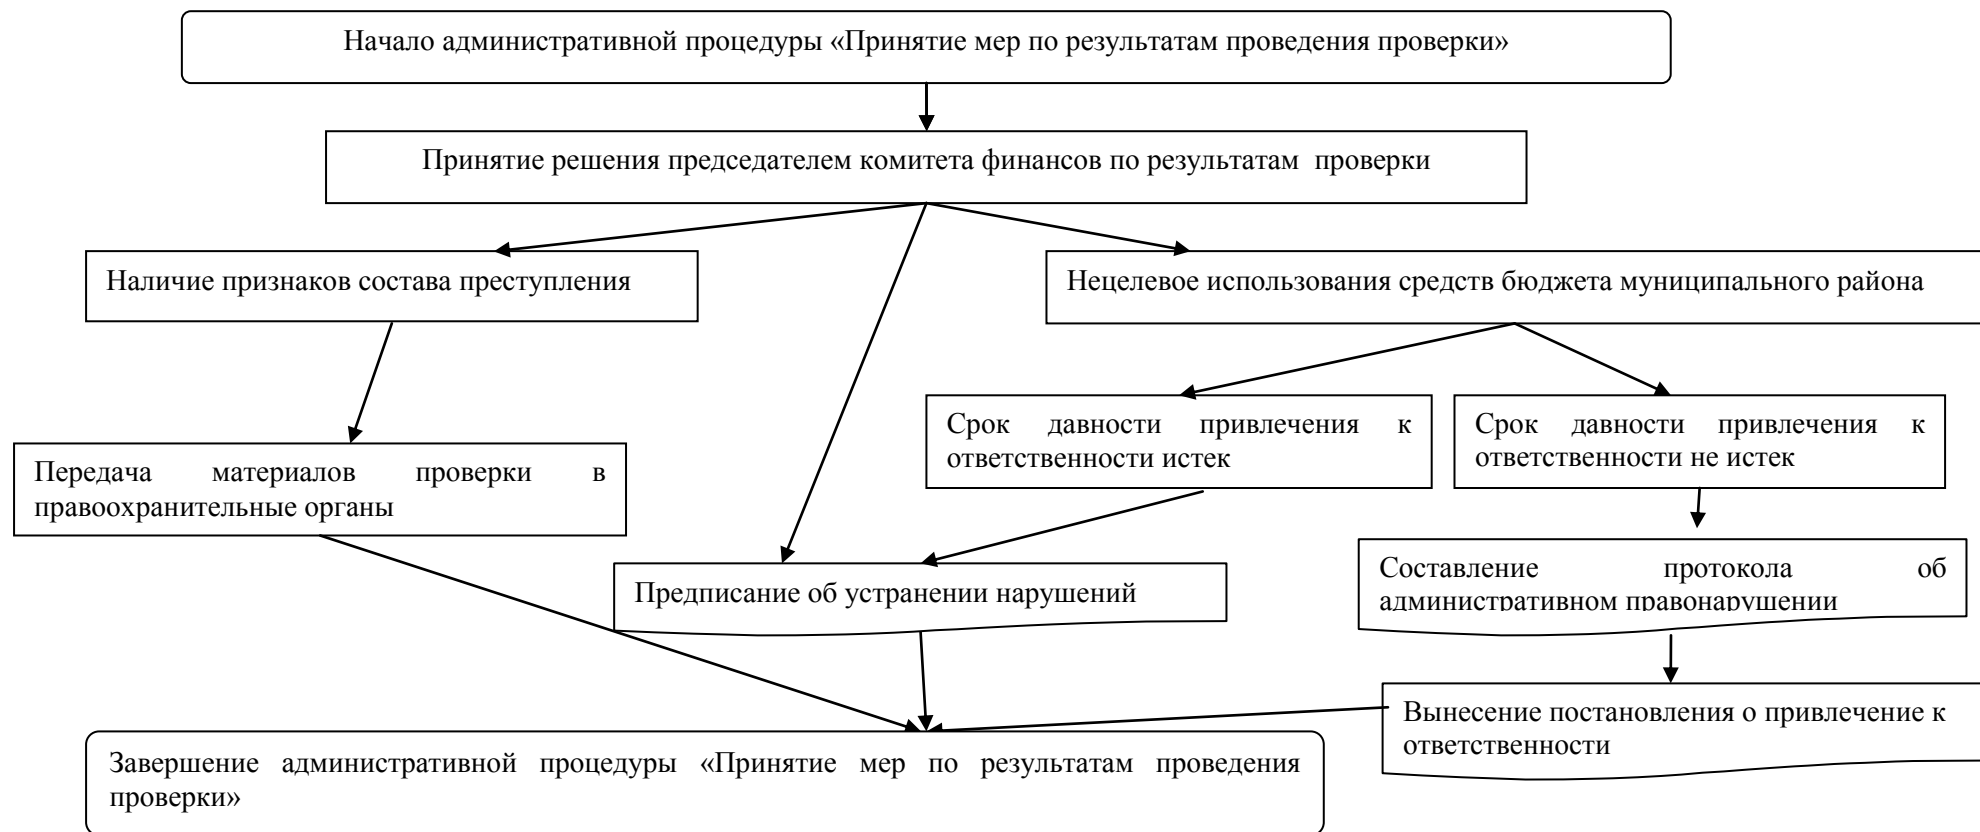 Начало административной процедуры «Принятие мер по результатам проведения проверки»
Принятие решения председателем комитета финансов по результатам проверки
Наличие признаков состава преступления
Нецелевое использования средств бюджета муниципального района
Срок давности привлечения к
ответственности истек
Срок давности привлечения к
ответственности не истек
Передача материалов проверки в
правоохранительные органы
Предписание об устранении нарушений
Составление протокола об
административном правонарушении
Вынесение постановления о привлечение к
ответственности
Завершение административной процедуры «Принятие мер по результатам проведения
проверки»